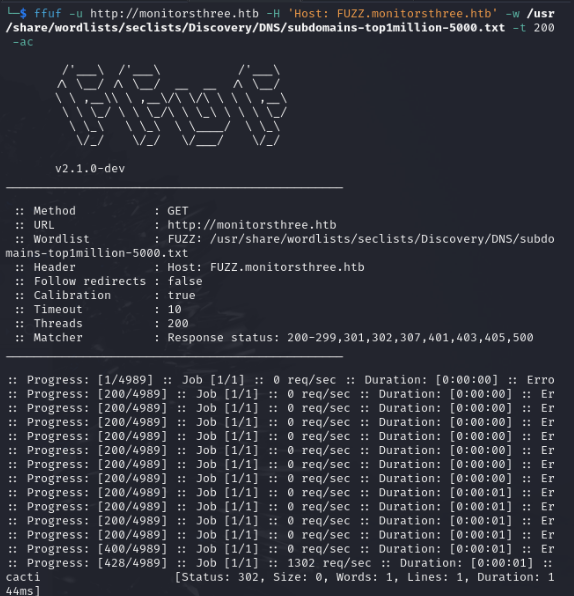 └─$ ffuf -u http://monitorsthree.htb -H 'Host: FUZZ.monitorsthree.htb' -w /usr
/share/wordlists/seclists/Discovery/DNS/subdomains-top1million-5000.txt -t 200
-ac
v2.1.0-dev
:: Method : GET
:: URL : http://monitorsthree.htb
:: Wordlist : FUZZ: /usr/share/wordlists/seclists/Discovery/DNS/subdo
mains-top1million-5000.txt
:: Header : Host: FUZZ.monitorsthree.htb
:: Follow redirects : false
:: Calibration : true
:: Timeout : 10
:: Threads : 200
:: Matcher : Response status: 200-299,301,302,307,401,403,405,500
:: Progress: [1/4989] :: Job [1/1] :: 0 req/sec :: Duration: [0:00:00] :: Erro
:: Progress: [200/4989] :: Job [1/1] :: 0 req/sec :: Duration: [0:00:00] :: Er
:: Progress: [200/4989] :: Job [1/1] :: 0 req/sec :: Duration: [0:00:00] :: Er
:: Progress: [200/4989] :: Job [1/1] :: 0 req/sec :: Duration: [0:00:00] :: Er
:: Progress: [200/4989] :: Job [1/1] :: 0 req/sec :: Duration: [0:00:00] :: Er
:: Progress: [200/4989] :: Job [1/1] :: 0 req/sec :: Duration: [0:00:00] :: Er
:: Progress: [200/4989] :: Job [1/1] :: 0 req/sec :: Duration: [0:00:00] :: Er
:: Progress: [200/4989] :: Job [1/1] :: 0 req/sec :: Duration: [0:00:01] :: Er
:: Progress: [200/4989] :: Job [1/1] :: 0 req/sec :: Duration: [0:00:01] :: Er
:: Progress: [200/4989] :: Job [1/1] :: 0 req/sec :: Duration: [0:00:01] :: Er
:: Progress: [200/4989] :: Job [1/1] :: 0 req/sec :: Duration: [0:00:01] :: Er
:: Progress: [200/4989] :: Job [1/1] :: 0 req/sec :: Duration: [0:00:01] :: Er
:: Progress: [400/4989] :: Job [1/1] :: 0 req/sec :: Duration: [0:00:01] :: Er
:: Progress: [428/4989] :: Job [1/1] :: 1302 req/sec :: Duration: [0:00:01] ::
cacti [Status: 302, Size: 0, Words: 1, Lines: 1, Duration: 1
44ms]